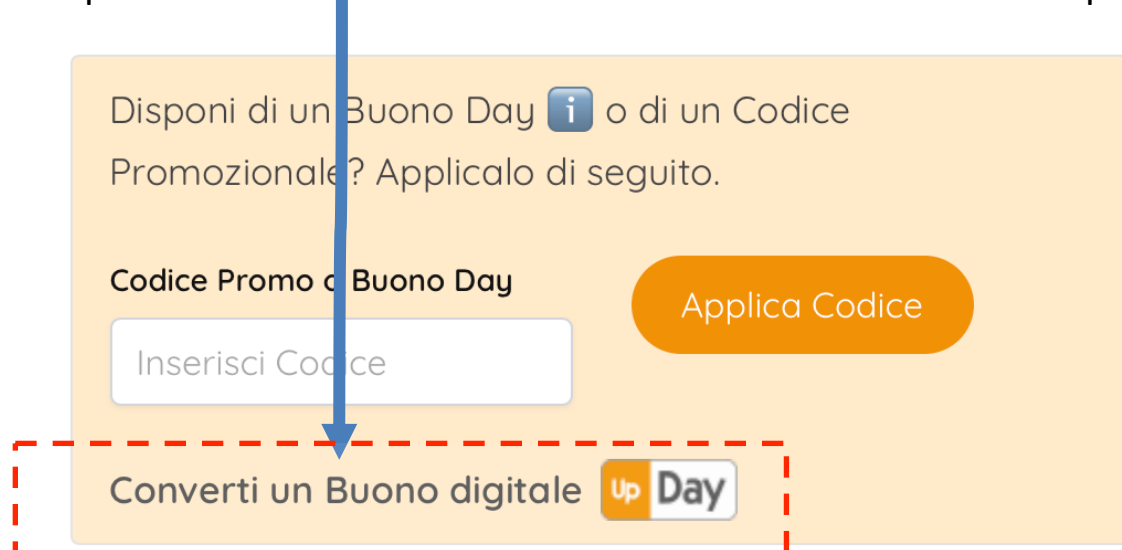 Disponi di un Buono Day i o di un Codice
Promozionale? Applicalo di seguito.
Codice Promo o Buono Day
Applica Codice
Inserisci Codice
Converti un Buono digitale Up Day